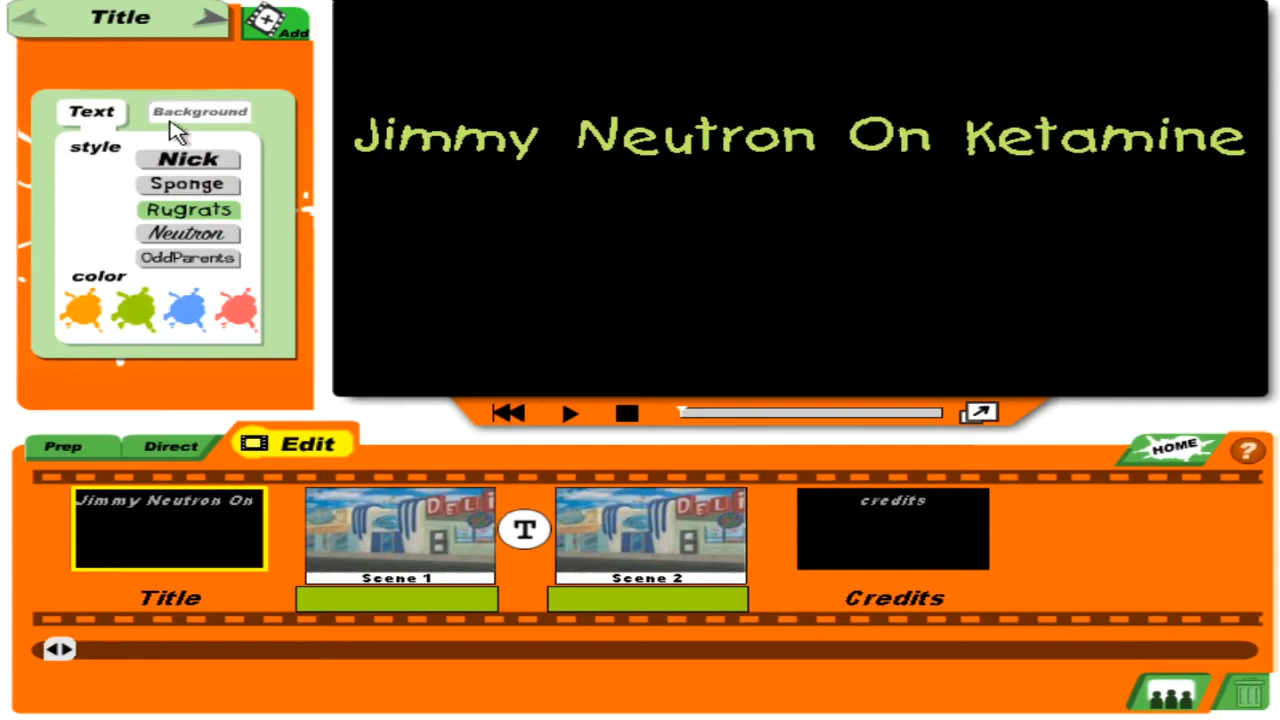 Title
Add
Text
Background
style
Nick
Sponge
Rugrats
Neutron
OddParents
color
Jimmy Neutron On Ketamine
Prep
Direct
Edit
HOME
?
Jimmy Neutron On
DELI
T
DELI
credits
Scene 1
Scene 2
Title
Credits